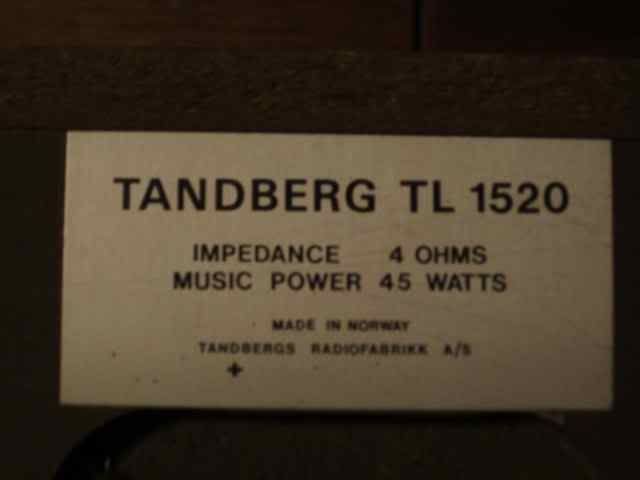 TANDBERG TL 1520
IMPEDANCE 4 OHMS
MUSIC POWER 45 WATTS
MADE IN NORWAY
TANDBERGS RADIOFABRIKK A/S
+